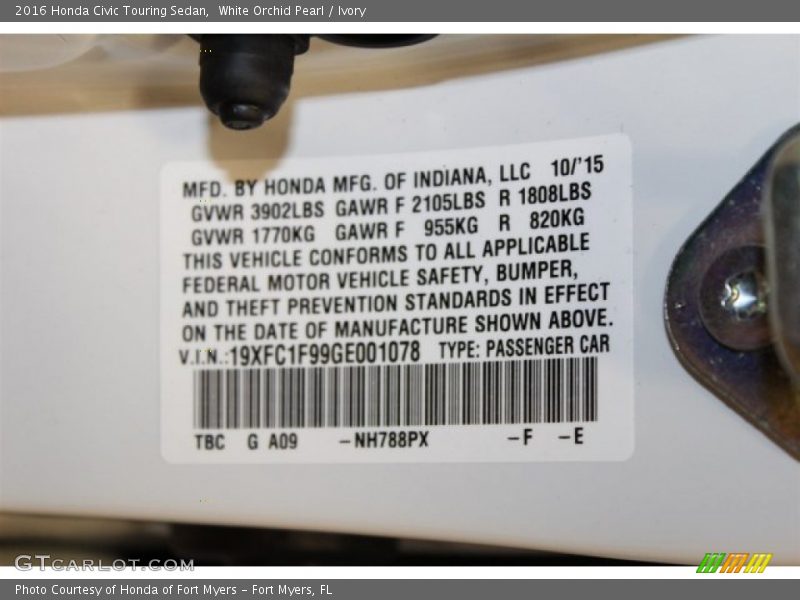 2016 Honda Civic Touring Sedan, White Orchid Pearl / Ivory
MFD. BY HONDA MFG. OF INDIANA, LLC 10/'15
GVWR 3902LBS GAWR F 2105LBS R 1808LBS
GVWR 1770KG GAWR F 955KG R 820KG
THIS VEHICLE CONFORMS TO ALL APPLICABLE
FEDERAL MOTOR VEHICLE SAFETY, BUMPER,
AND THEFT PREVENTION STANDARDS IN EFFECT
ON THE DATE OF MANUFACTURE SHOWN ABOVE.
V.I.N.:19XFC1F99GE001078 TYPE: PASSENGER CAR
TBC G A09 –NH788PX –F –E
GTCARLOT.COM
Photo Courtesy of Honda of Fort Myers – Fort Myers, FL